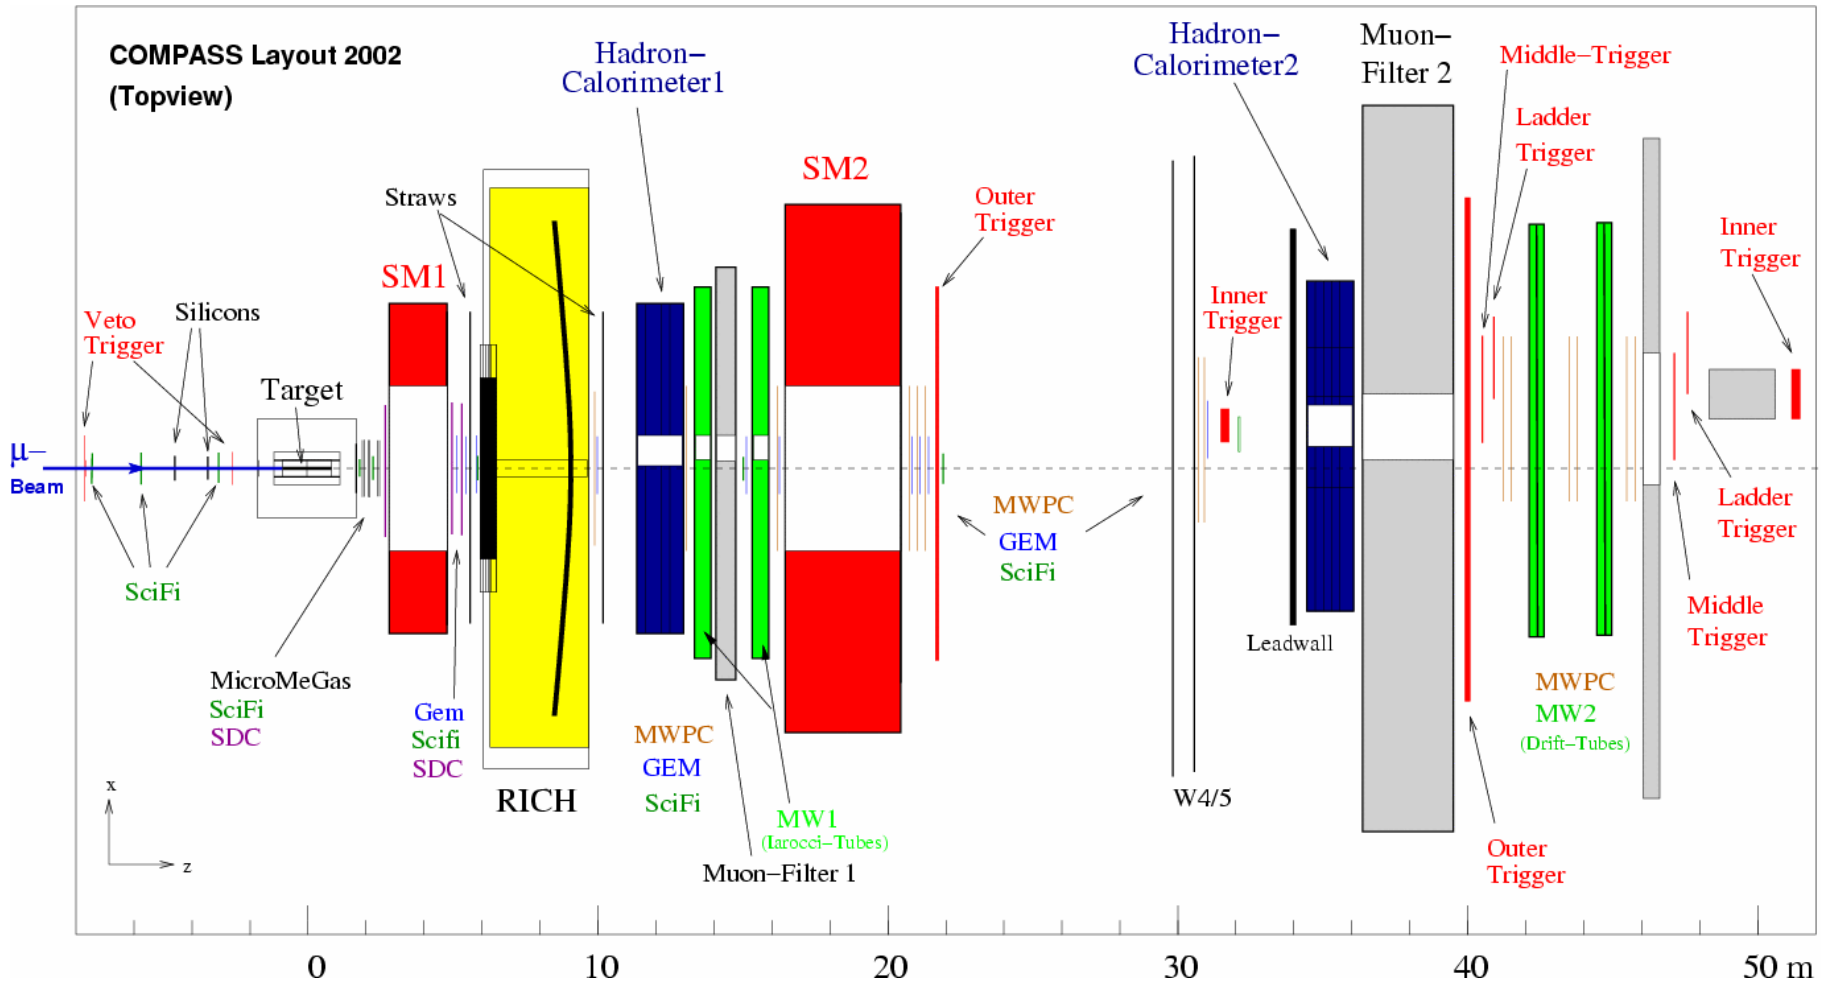 COMPASS Layout 2002
(Topview)
Hadron–
Calorimeter1
Hadron–
Calorimeter2
Muon–
Filter 2
Middle–Trigger
Ladder
Trigger
SM2
Straws
Outer
Trigger
Inner
Trigger
SM1
Silicons
Veto
Trigger
Inner
Trigger
Target
μ–
Beam
SciFi
MWPC
GEM
SciFi
Ladder
Trigger
Middle
Trigger
Leadwall
MicroMeGas
SciFi
SDC
Gem
Scifi
SDC
MWPC
GEM
SciFi
MWPC
MW2
(Drift–Tubes)
RICH
W4/5
MW1
(Iarocci–Tubes)
Muon–Filter 1
Outer
Trigger
x
z
0 10 20 30 40 50 m